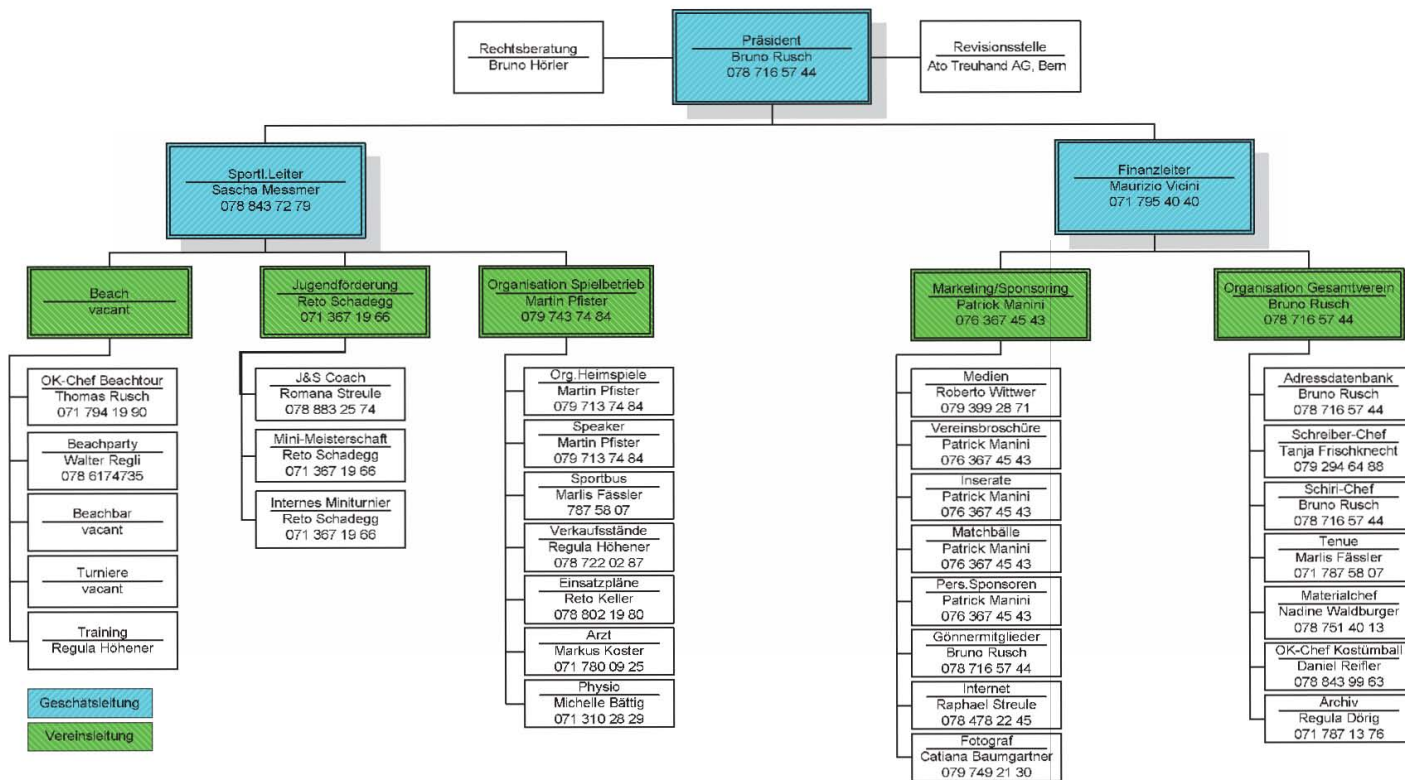 Rechtsberatung
Bruno Hörler
Präsident
Bruno Rusch
078 716 57 44
Revisionsstelle
Ato Treuhand AG, Bern
Sportl.Leiter
Sascha Messmer
078 843 72 79
Finanzleiter
Maurizio Vicini
071 795 40 40
Beach
vacant
Jugendförderung
Reto Schadegg
071 367 19 66
Organisation Spielbetrieb
Martin Pfister
079 743 74 84
Marketing/Sponsoring
Patrick Manini
076 367 45 43
Organisation Gesamtverein
Bruno Rusch
078 716 57 44
OK-Chef Beachtour
Thomas Rusch
071 794 19 90
Beachparty
Walter Regli
078 6174735
Beachbar
vacant
Turniere
vacant
Training
Regula Höhener
J&S Coach
Romana Streule
078 883 25 74
Mini-Meisterschaft
Reto Schadegg
071 367 19 66
Internes Miniturnier
Reto Schadegg
071 367 19 66
Org.Heimspiele
Martin Pfister
079 713 74 84
Speaker
Martin Pfister
079 713 74 84
Sportbus
Marlis Fässler
787 58 07
Verkaufsstände
Regula Höhener
078 722 02 87
Einsatzpläne
Reto Keller
078 802 19 80
Arzt
Markus Koster
071 780 09 25
Physio
Michelle Bättig
071 310 28 29
Medien
Roberto Wittwer
079 399 28 71
Vereinsbroschüre
Patrick Manini
076 367 45 43
Inserate
Patrick Manini
076 367 45 43
Matchbälle
Patrick Manini
076 367 45 43
Pers.Sponsoren
Patrick Manini
076 367 45 43
Gönnermitglieder
Bruno Rusch
078 716 57 44
Internet
Raphael Streule
078 478 22 45
Fotograf
Catiana Baumgartner
079 749 21 30
Adressdatenbank
Bruno Rusch
078 716 57 44
Schreiber-Chef
Tanja Frischknecht
079 294 64 88
Schiri-Chef
Bruno Rusch
078 716 57 44
Tenue
Marlis Fässler
071 787 58 07
Materialchef
Nadine Waldburger
078 751 40 13
OK-Chef Kostümball
Daniel Reifler
078 843 99 63
Archiv
Regula Dörig
071 787 13 76
Geschatsleitung
Vereinsleitung